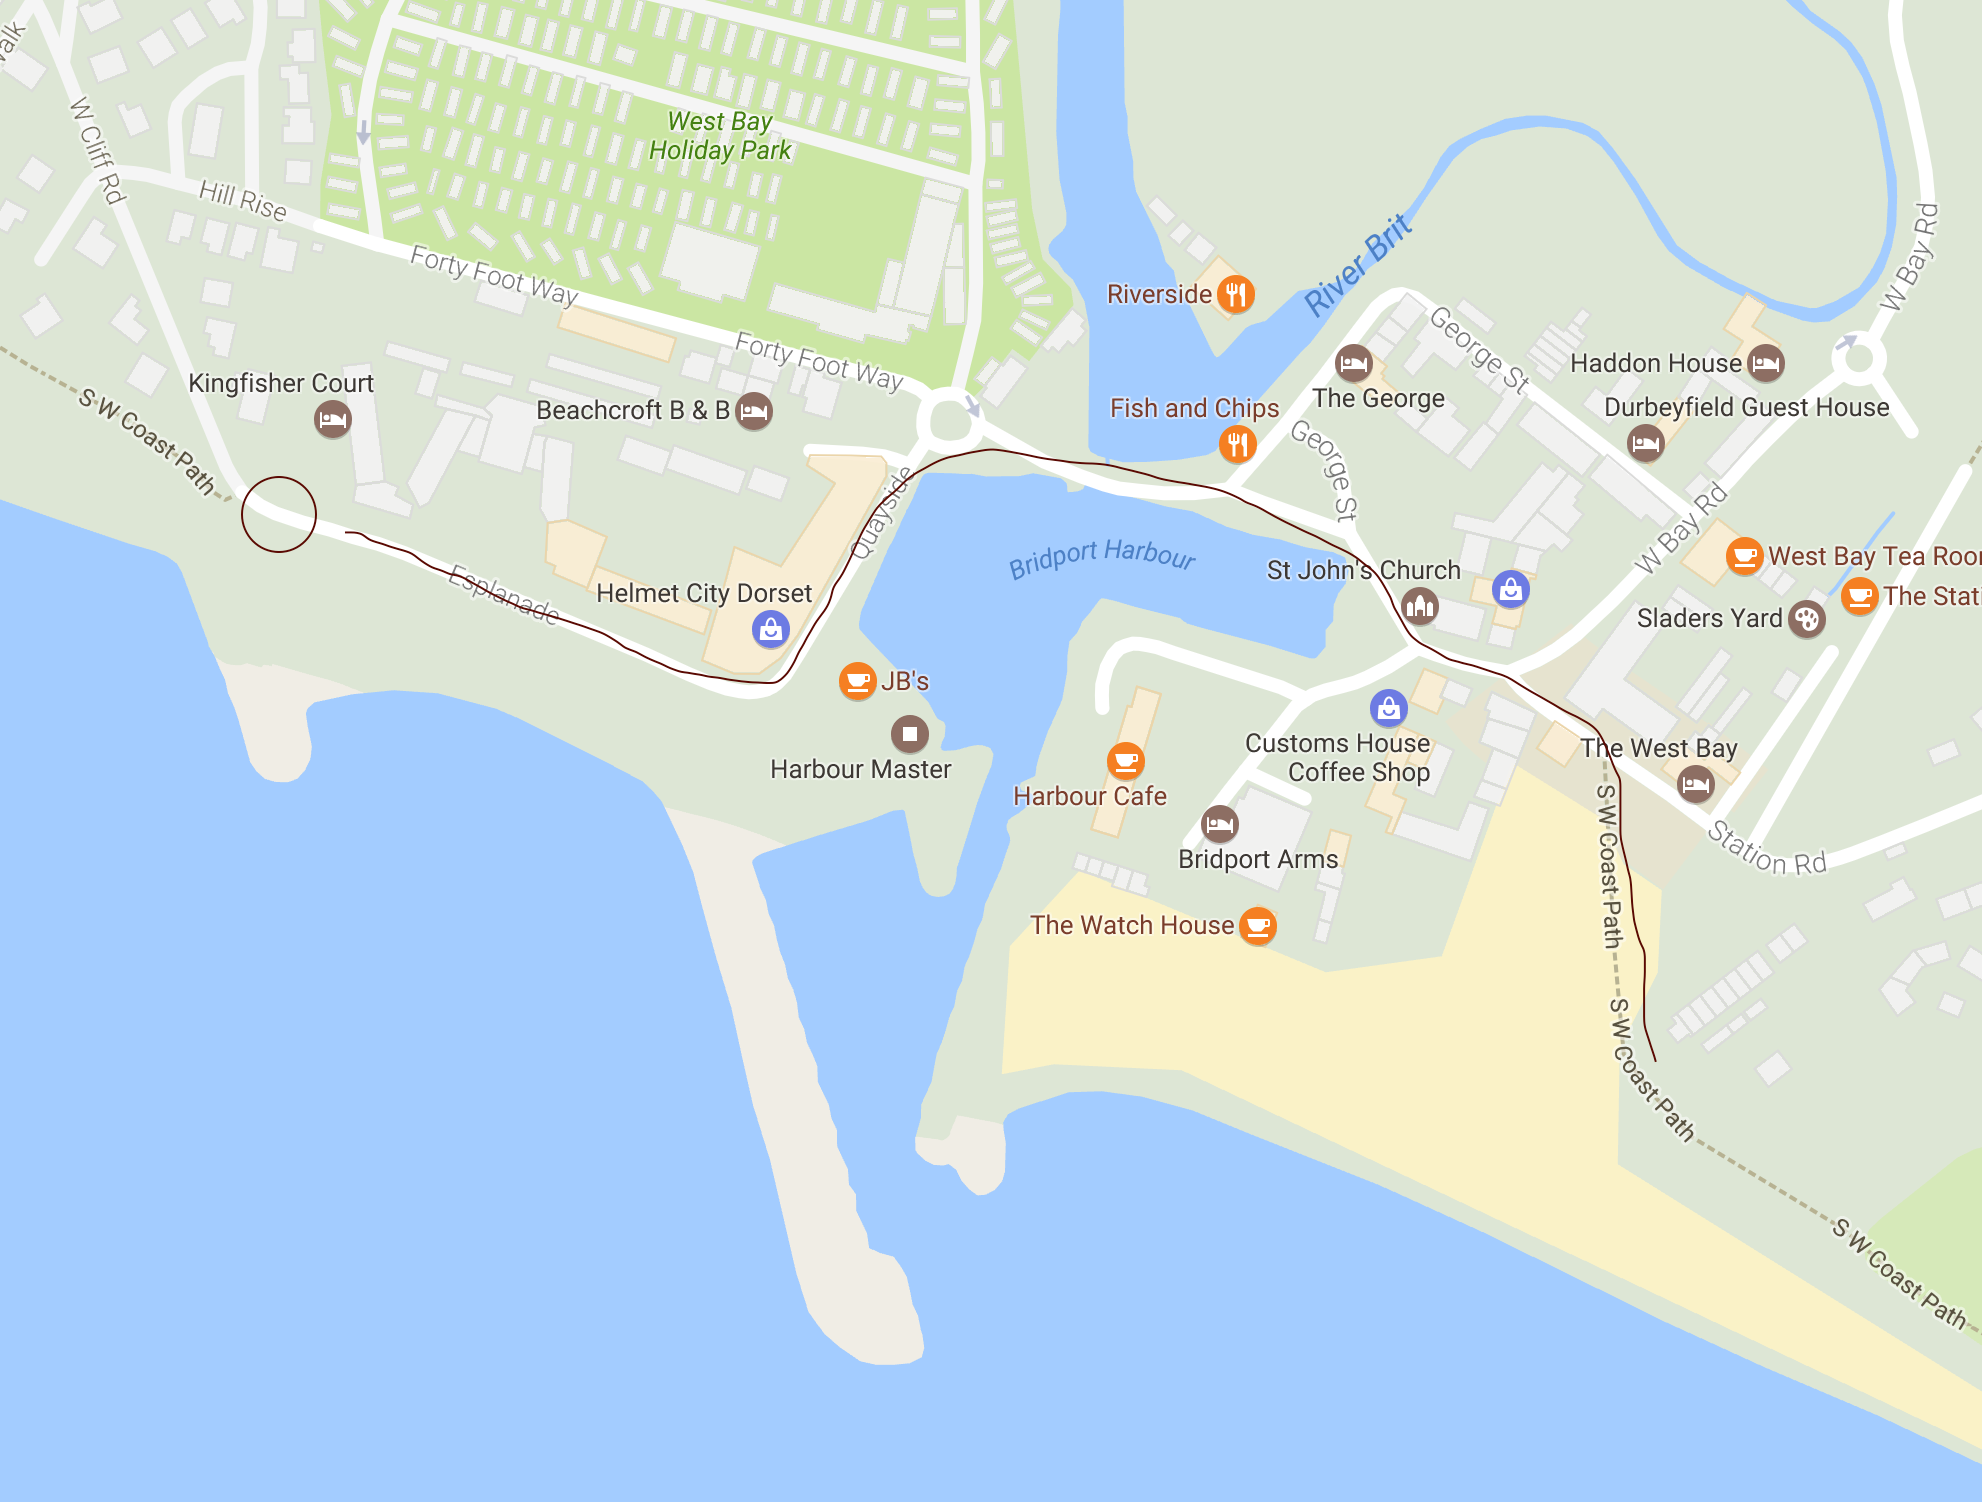 alk
W Cliff Rd
Hill Rise
West Bay
Holiday Park
Forty Foot Way
Forty Foot Way
River Brit
W Bay Rd
Riverside
George St
Haddon House
The George
Durbeyfield Guest House
Kingfisher Court
S W Coast Path
Beachcroft B & B
Fish and Chips
George St
Quayside
Bridport Harbour
W Bay Rd
West Bay Tea Roo
St John's Church
Esplanade
Helmet City Dorset
The Stati
Sladers Yard
JB's
Harbour Master
Customs House
Coffee Shop
The West Bay
Harbour Cafe
Bridport Arms
Station Rd
S W Coast Path
The Watch House
S W Coast Path
S W Coast Path